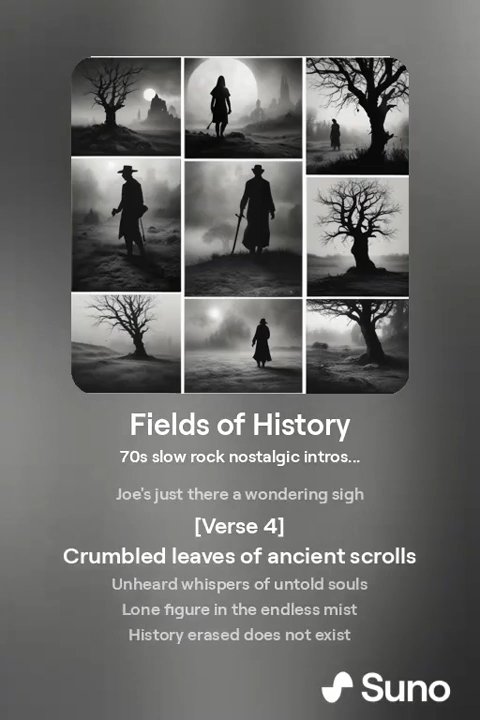 Fields of History
70s slow rock nostalgic intros...
Joe's just there a wondering sigh
[Verse 4]
Crumbled leaves of ancient scrolls
Unheard whispers of untold souls
Lone figure in the endless mist
History erased does not exist
Suno